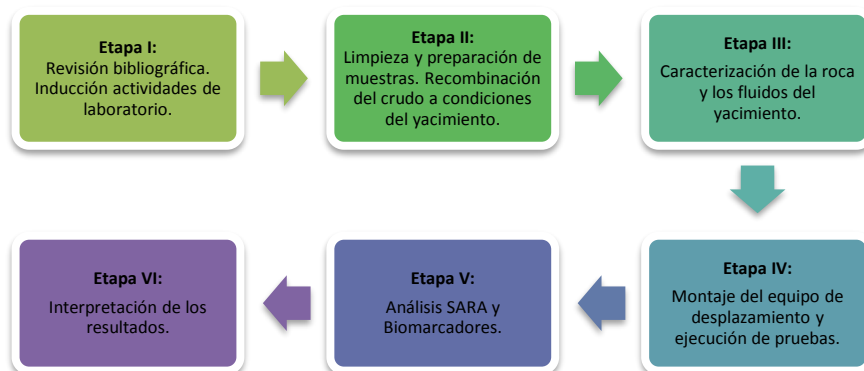 Etapa I:
Revisión bibliográfica.
Inducción actividades de
laboratorio.
Etapa II:
Limpieza y preparación de
muestras. Recombinación
del crudo a condiciones
del yacimiento.
Etapa III:
Caracterización de la roca
y los fluidos del
yacimiento.
Etapa IV:
Montaje del equipo de
desplazamiento y
ejecución de pruebas.
Etapa V:
Análisis SARA y
Biomarcadores.
Etapa VI:
Interpretación de los
resultados.